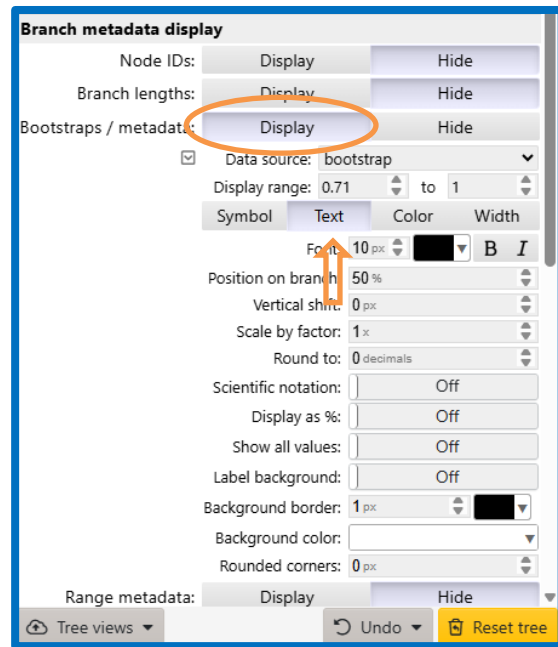 Branch metadata display
Node IDs: Display Hide
Branch lengths: Display Hide
Bootstraps / metadata: Display Hide
Data source: bootstrap
Display range: 0.71 to 1
Symbol Text Color Width
Font: 10 px B I
Position on branch: 50 %
Vertical shift: 0 px
Scale by factor: 1 x
Round to: 0 decimals
Scientific notation: Off
Display as %: Off
Show all values: Off
Label background: Off
Background border: 1 px
Background color:
Rounded corners: 0 px
Range metadata: Display Hide
Tree views Undo Reset tree